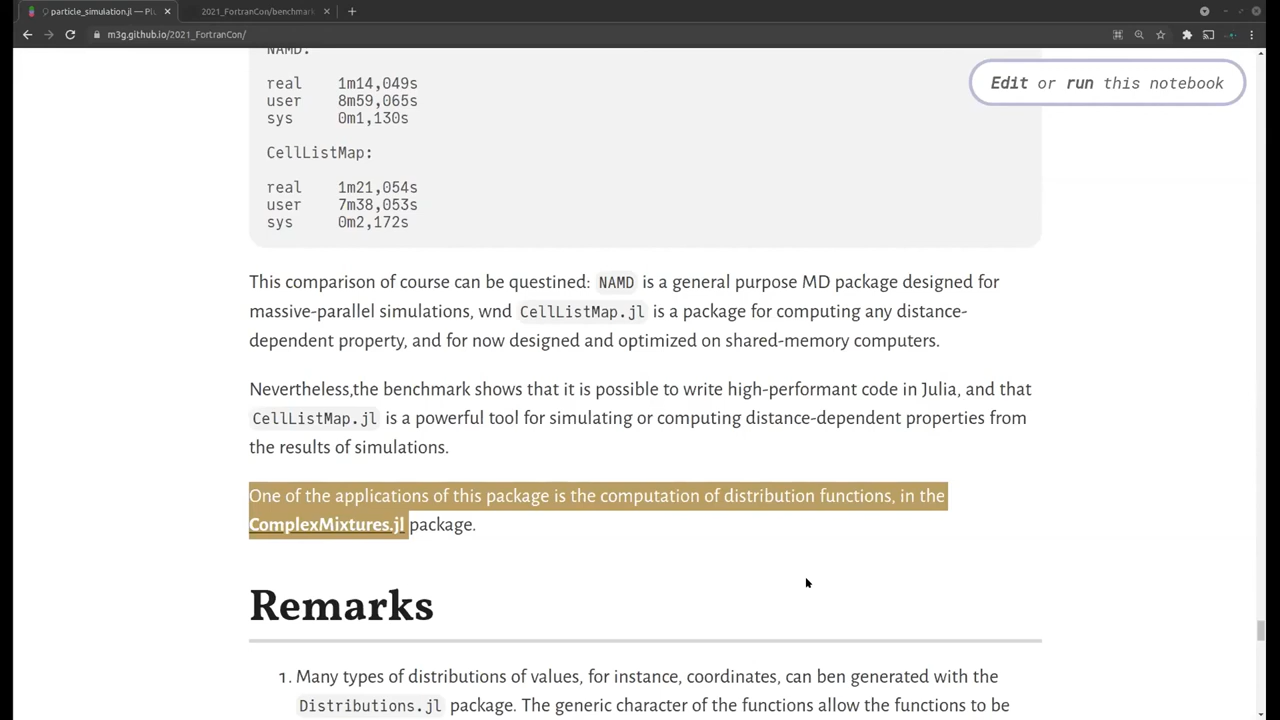 particle_simulation.jl — Pl
2021_FortranCon/benchmar
m3g.github.io/2021_FortranCon/
NAMD:
Edit or run this notebook
real 1m14,049s
user 8m59,065s
sys 0m1,130s
CellListMap:
real 1m21,054s
user 7m38,053s
sys 0m2,172s
This comparison of course can be questined: NAMD is a general purpose MD package designed for
massive-parallel simulations, wnd CellListMap.jl is a package for computing any distance-
dependent property, and for now designed and optimized on shared-memory computers.
Nevertheless,the benchmark shows that it is possible to write high-performant code in Julia, and that
CellListMap.jl is a powerful tool for simulating or computing distance-dependent properties from
the results of simulations.
One of the applications of this package is the computation of distribution functions, in the
ComplexMixtures.jl package.
Remarks
1. Many types of distributions of values, for instance, coordinates, can ben generated with the
Distributions.jl package. The generic character of the functions allow the functions to be